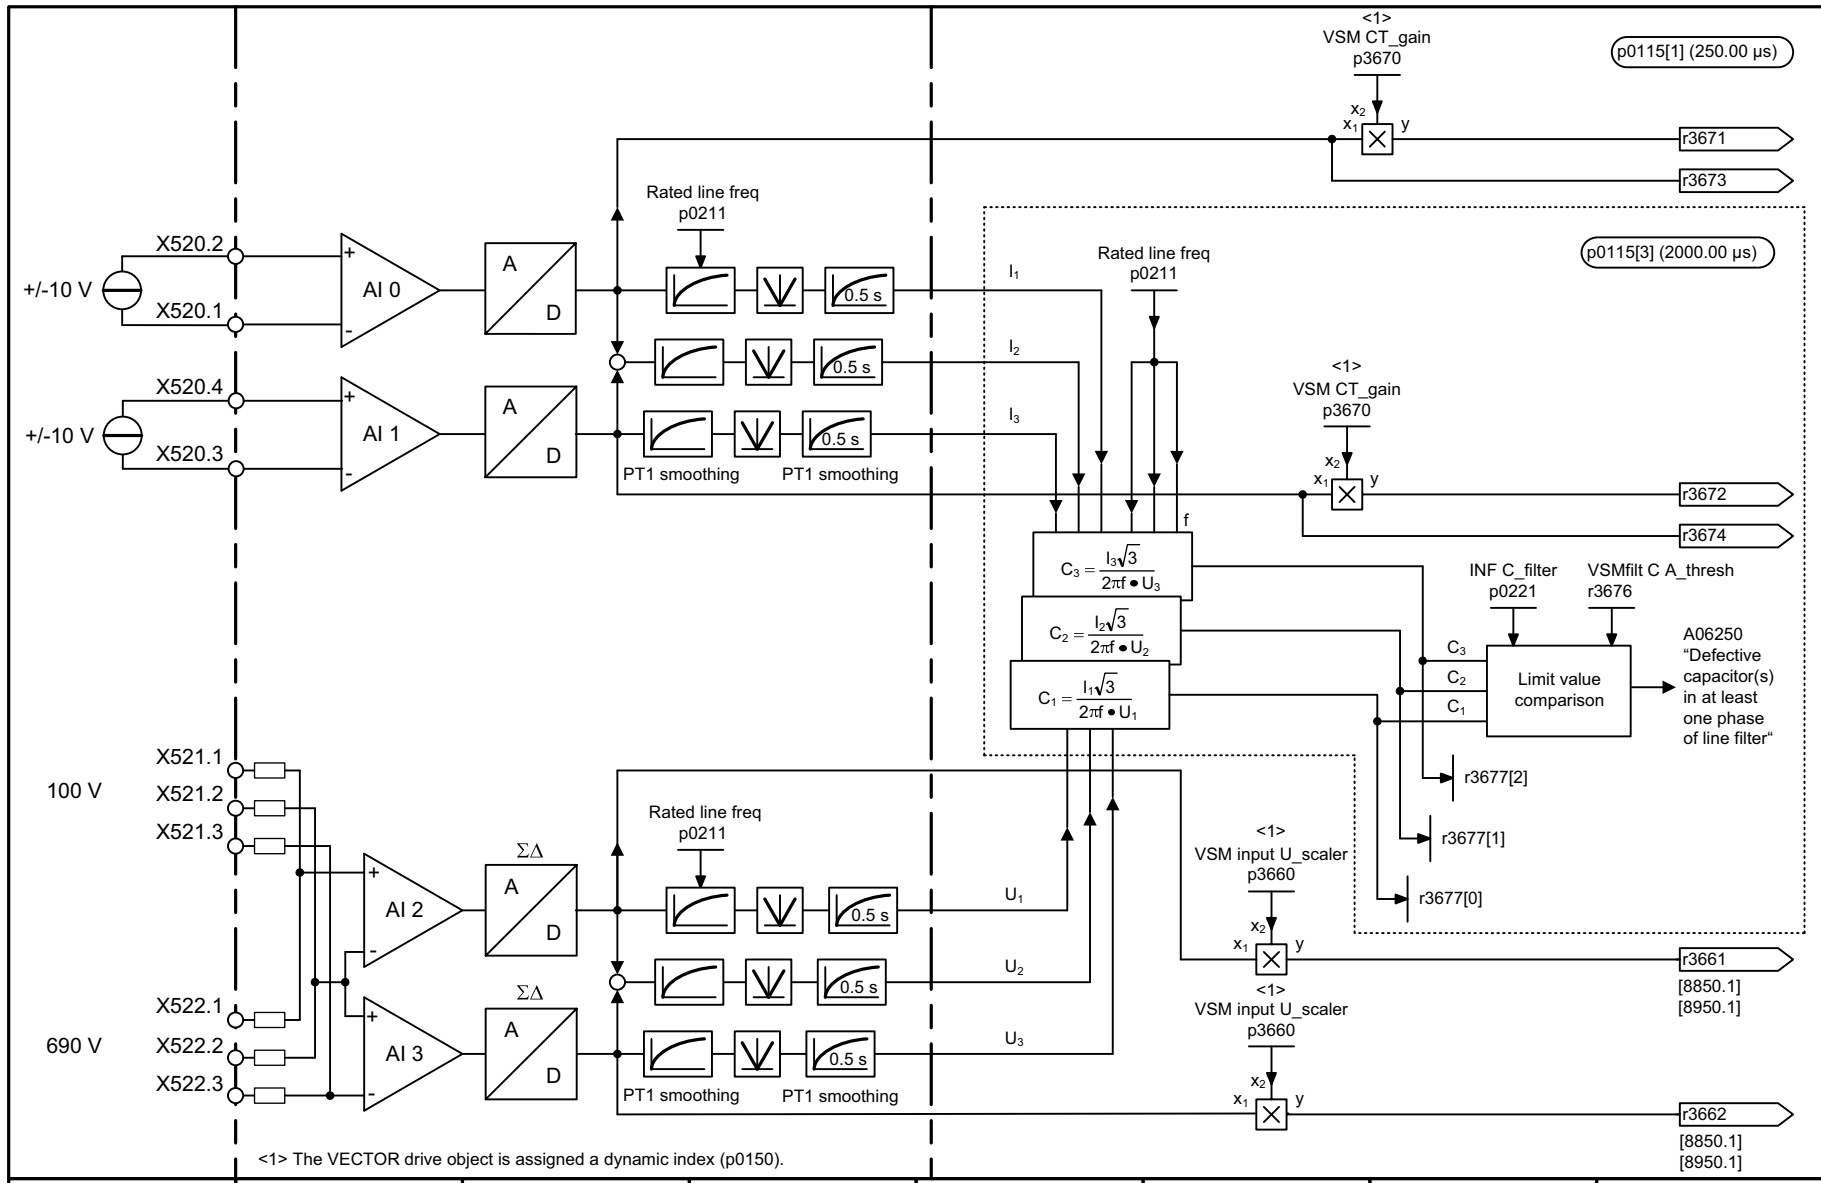 <1>
VSM CT_gain
p3670
p0115[1] (250.00 µs)
x2
x1
y
r3671
r3673
Rated line freq
p0211
p0115[3] (2000.00 µs)
Rated line freq
p0211
X520.2
+/-10 V
X520.1
AI 0
+
-
A
D
0.5 s
I1
0.5 s
I2
<1>
VSM CT_gain
p3670
X520.4
+/-10 V
X520.3
AI 1
+
-
A
D
0.5 s
I3
PT1 smoothing
PT1 smoothing
x2
x1
y
r3672
r3674
f
C3 = I3√3 / 2πf • U3
C2 = I2√3 / 2πf • U2
C1 = I1√3 / 2πf • U1
INF C_filter
p0221
VSMfilt C A_thresh
r3676
C3
C2
C1
Limit value
comparison
A06250
“Defective
capacitor(s)
in at least
one phase
of line filter“
r3677[2]
r3677[1]
r3677[0]
100 V
X521.1
X521.2
X521.3
Rated line freq
p0211
AI 2
+
-
ΣΔ
A
D
0.5 s
U1
0.5 s
U2
<1>
VSM input U_scaler
p3660
x2
x1
y
r3661
[8850.1]
[8950.1]
690 V
X522.1
X522.2
X522.3
AI 3
+
-
ΣΔ
A
D
0.5 s
U3
PT1 smoothing
PT1 smoothing
<1>
VSM input U_scaler
p3660
x2
x1
y
r3662
[8850.1]
[8950.1]
<1> The VECTOR drive object is assigned a dynamic index (p0150).